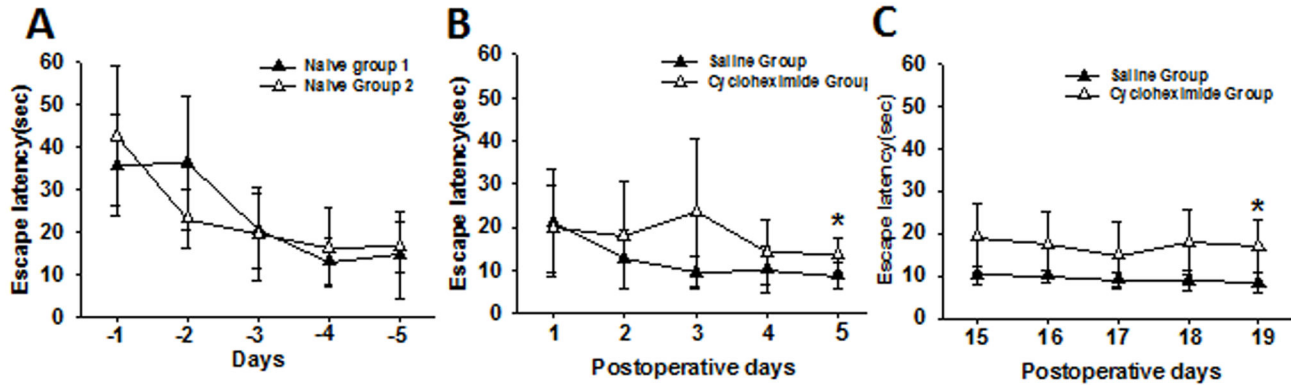 A
60
50
40
30
20
10
0
Escape latency(sec)
Naïve group 1
Naïve Group 2
-1 -2 -3 -4 -5
Days
B
60
50
40
30
20
10
0
Escape latency(sec)
Saline Group
Cycloheximide Group
*
1 2 3 4 5
Postoperative days
C
60
50
40
30
20
10
0
Escape latency(sec)
Saline Group
Cycloheximide Group
*
15 16 17 18 19
Postoperative days